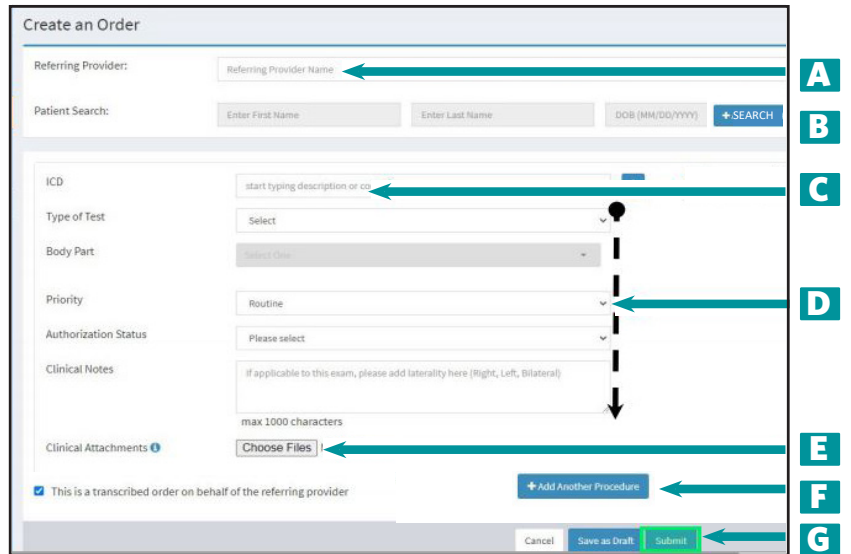 Create an Order
Referring Provider: Referring Provider Name A
Patient Search: Enter First Name Enter Last Name DOB (MM/DD/YYYY) +SEARCH B
ICD start typing description or co C
Type of Test Select
Body Part Select One
Priority Routine D
Authorization Status Please select
Clinical Notes If applicable to this exam, please add laterality here (Right, Left, Bilateral)
max 1000 characters
Clinical Attachments Choose Files E
This is a transcribed order on behalf of the referring provider +Add Another Procedure F
Cancel Save as Draft Submit G